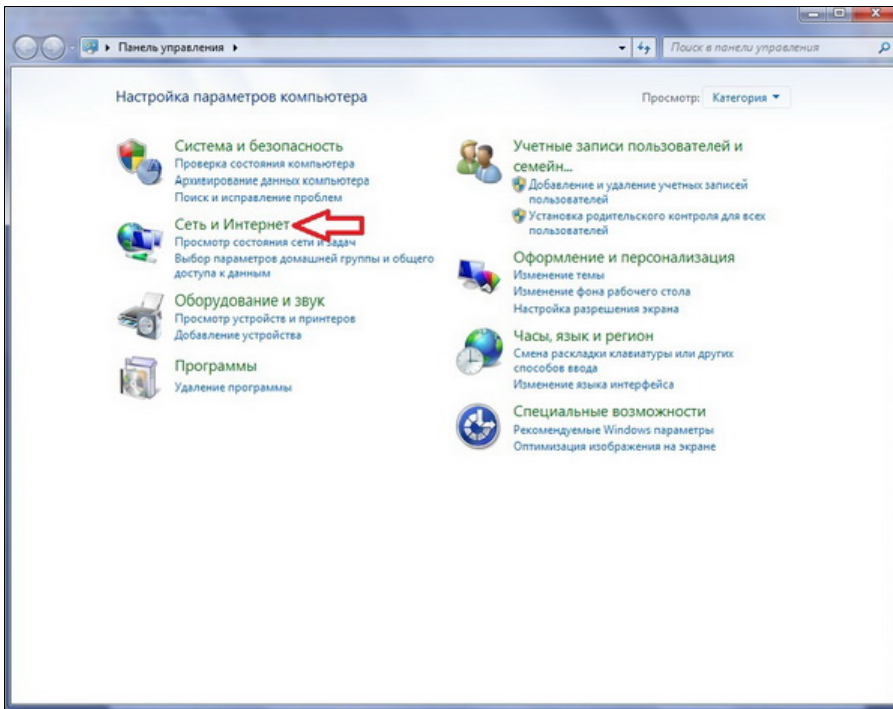 Панель управления
Поиск в панели управления
Настройка параметров компьютера
Просмотр: Категория
Система и безопасность
Проверка состояния компьютера
Архивирование данных компьютера
Поиск и исправление проблем
Сеть и Интернет
Просмотр состояния сети и задач
Выбор параметров домашней группы и общего
доступа к данным
Оборудование и звук
Просмотр устройств и принтеров
Добавление устройства
Программы
Удаление программы
Учетные записи пользователей и
семейн...
Добавление и удаление учетных записей
пользователей
Установка родительского контроля для всех
пользователей
Оформление и персонализация
Изменение темы
Изменение фона рабочего стола
Настройка разрешения экрана
Часы, язык и регион
Смена раскладки клавиатуры или других
способов ввода
Изменение языка интерфейса
Специальные возможности
Рекомендуемые Windows параметры
Оптимизация изображения на экране